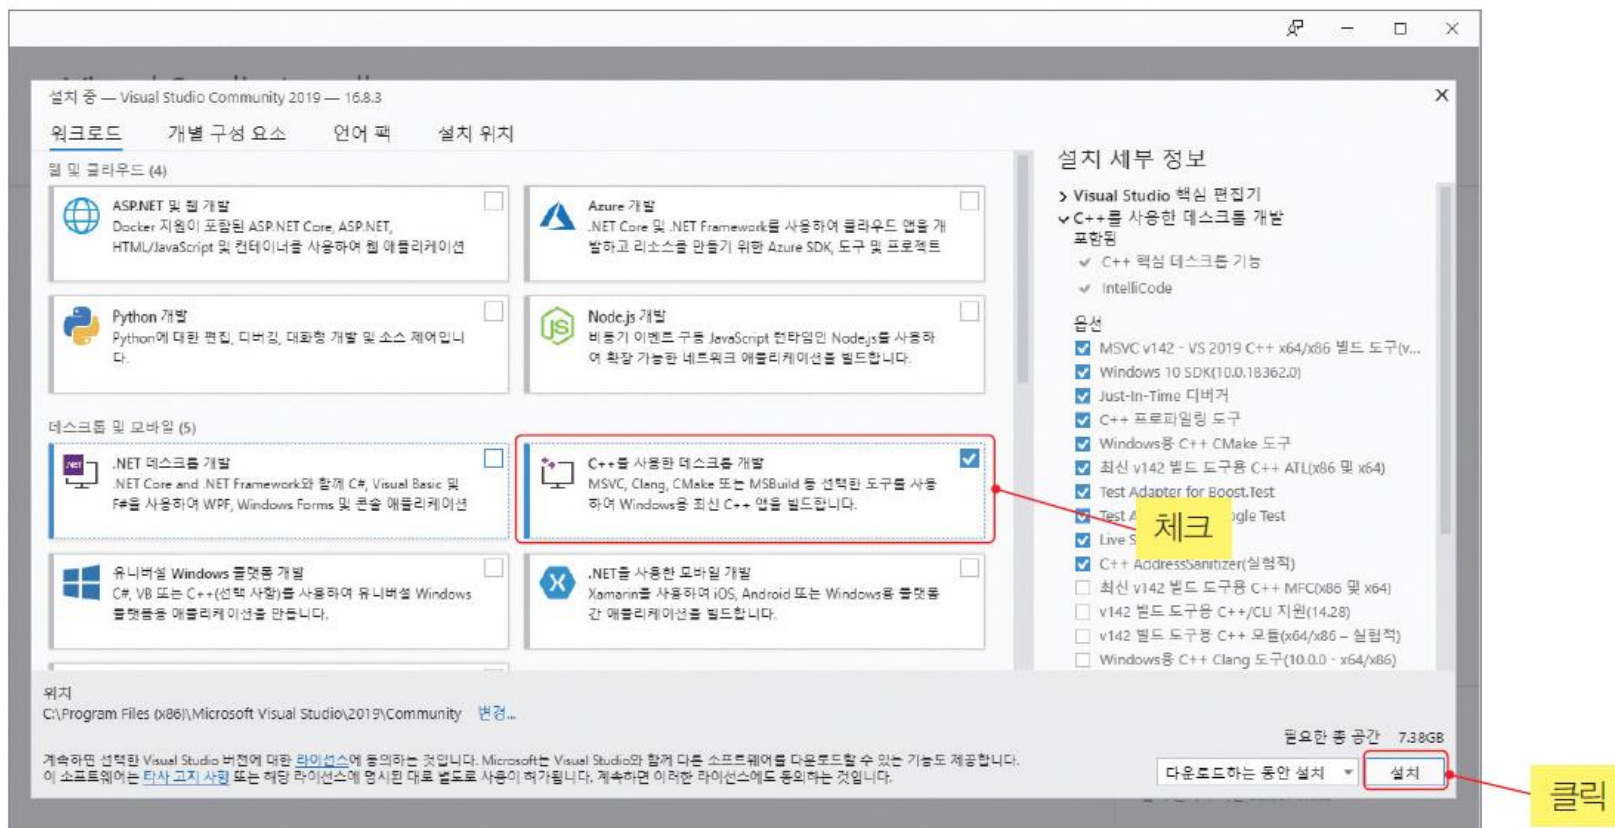 설치 중 — Visual Studio Community 2019 — 16.8.3
워크로드 개별 구성 요소 언어 팩 설치 위치
웹 및 클라우드 (4)
ASP.NET 및 웹 개발
Docker 지원이 포함된 ASP.NET Core, ASP.NET,
HTML/JavaScript 및 컨테이너를 사용하여 웹 애플리케이션
Azure 개발
.NET Core 및 .NET Framework를 사용하여 클라우드 앱을 개
발하고 리소스를 만들기 위한 Azure SDK, 도구 및 프로젝트
Python 개발
Python에 대한 편집, 디버깅, 대화형 개발 및 소스 제어입니
다.
Node.js 개발
비동기 이벤트 구동 JavaScript 런타임인 Node.js를 사용하
여 확장 가능한 네트워크 애플리케이션을 빌드합니다.
데스크톱 및 모바일 (5)
.NET 데스크톱 개발
.NET Core and .NET Framework와 함께 C#, Visual Basic 및
F#을 사용하여 WPF, Windows Forms 및 콘솔 애플리케이션
C++를 사용한 데스크톱 개발
MSVC, Clang, CMake 또는 MSBuild 등 선택한 도구를 사용
하여 Windows용 최신 C++ 앱을 빌드합니다.
유니버설 Windows 플랫폼 개발
C#, VB 또는 C++(선택 사항)를 사용하여 유니버설 Windows
플랫폼용 애플리케이션을 만듭니다.
.NET을 사용한 모바일 개발
Xamarin을 사용하여 iOS, Android 또는 Windows용 플랫폼
간 애플리케이션을 빌드합니다.
설치 세부 정보
Visual Studio 핵심 편집기
C++를 사용한 데스크톱 개발
포함됨
C++ 핵심 데스크톱 기능
IntelliCode
옵션
MSVC v142 - VS 2019 C++ x64/x86 빌드 도구(v...
Windows 10 SDK(10.0.18362.0)
Just-In-Time 디버거
C++ 프로파일링 도구
Windows용 C++ CMake 도구
최신 v142 빌드 도구용 C++ ATL(x86 및 x64)
Test Adapter for Boost.Test
Test A
ogle Test
Live S
C++ AddressSanitizer(실험적)
최신 v142 빌드 도구용 C++ MFC(x86 및 x64)
v142 빌드 도구용 C++/CLI 지원(14.28)
v142 빌드 도구용 C++ 모듈(x64/x86 – 실험적)
Windows용 C++ Clang 도구(10.0.0 - x64/x86)
체크
위치
C:\Program Files (x86)\Microsoft Visual Studio\2019\Community 변경...
필요한 총 공간 7.38GB
계속하면 선택한 Visual Studio 버전에 대한 라이선스에 동의하는 것입니다. Microsoft는 Visual Studio와 함께 다른 소프트웨어를 다운로드할 수 있는 기능도 제공합니다.
이 소프트웨어는 타사 고지 사항 또는 해당 라이선스에 명시된 대로 별도로 사용이 허가됩니다. 계속하면 이러한 라이선스에도 동의하는 것입니다.
다운로드하는 동안 설치 설치
클릭